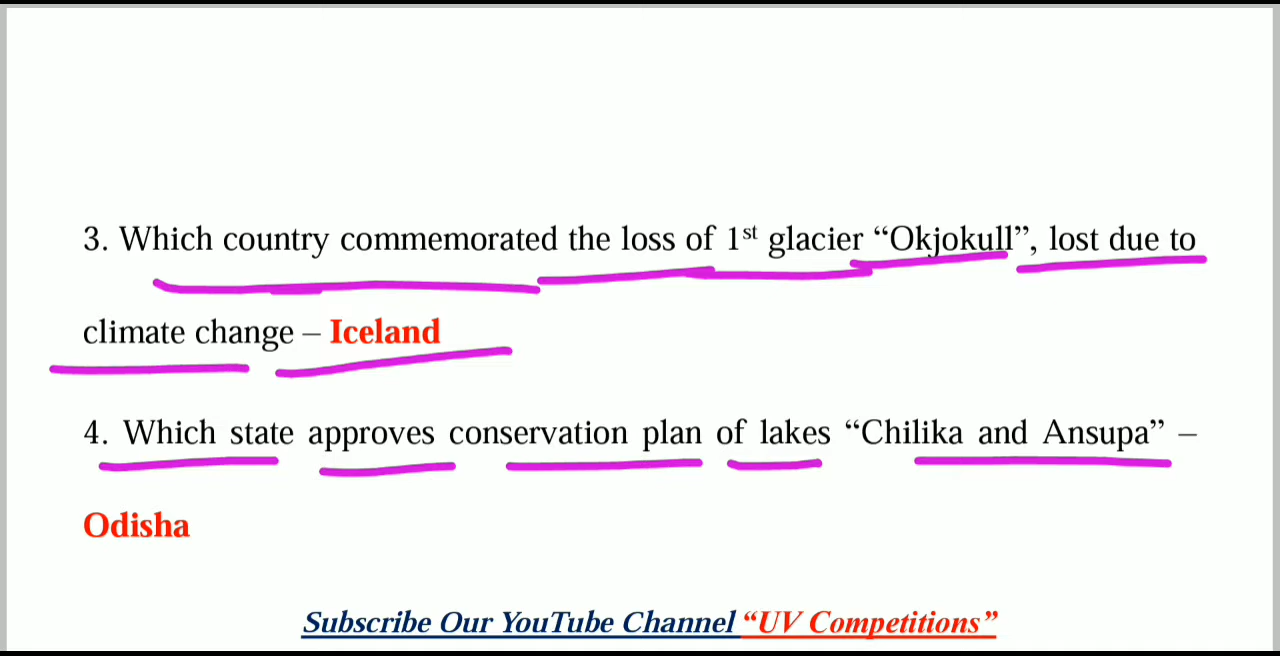 3. Which country commemorated the loss of 1st glacier “Okjokull”, lost due to
climate change – Iceland
4. Which state approves conservation plan of lakes “Chilika and Ansupa” –
Odisha
Subscribe Our YouTube Channel “UV Competitions”